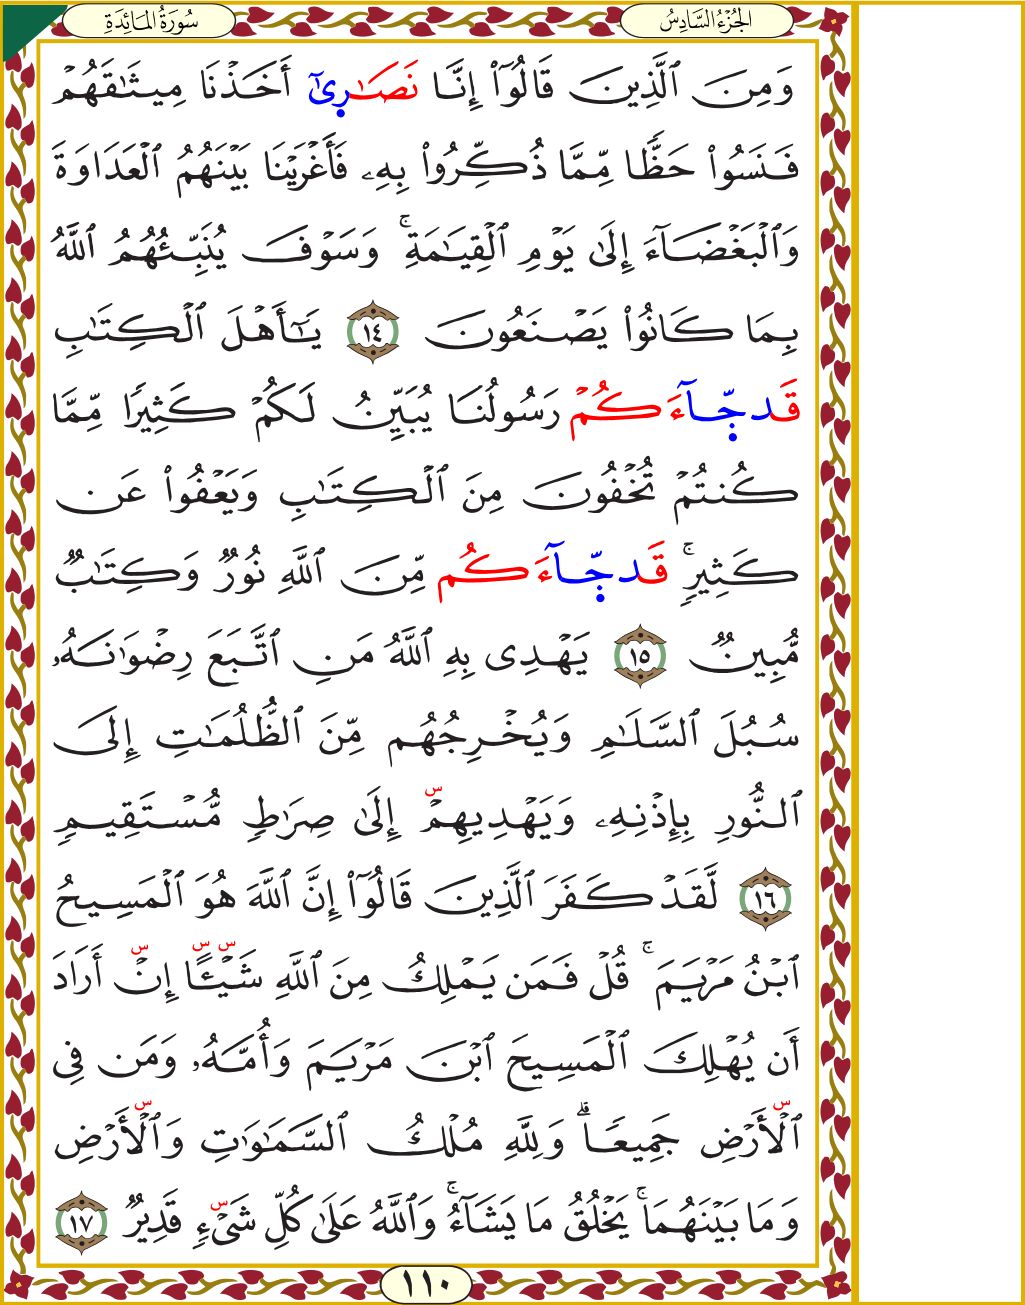 الجُزْءُ السَّادِسُ
سُورَةُ المَائِدَةِ
وَمِنَ ٱلَّذِينَ قَالُوٓا۟ إِنَّا نَصَـٰرِىٰٓ أَخَذْنَا مِيثَـٰقَهُمْ
فَنَسُوا۟ حَظًّا مِّمَّا ذُكِّرُوا۟ بِهِۦ فَأَغْرَيْنَا بَيْنَهُمُ ٱلْعَدَاوَةَ
وَٱلْبَغْضَآءَ إِلَىٰ يَوْمِ ٱلْقِيَـٰمَةِ ۚ وَسَوْفَ يُنَبِّئُهُمُ ٱللَّهُ
بِمَا كَانُوا۟ يَصْنَعُونَ ١٤ يَـٰٓأَهْلَ ٱلْكِتَـٰبِ
قَد جِّآءَكُمْ رَسُولُنَا يُبَيِّنُ لَكُمْ كَثِيرًا مِّمَّا
كُنتُمْ تُخْفُونَ مِنَ ٱلْكِتَـٰبِ وَيَعْفُوا۟ عَن
كَثِيرٍ ۚ قَد جِّآءَكُم مِّنَ ٱللَّهِ نُورٌ وَكِتَـٰبٌ
مُّبِينٌ ١٥ يَهْدِى بِهِ ٱللَّهُ مَنِ ٱتَّبَعَ رِضْوَٰنَهُۥ
سُبُلَ ٱلسَّلَـٰمِ وَيُخْرِجُهُم مِّنَ ٱلظُّلُمَـٰتِ إِلَى
ٱلنُّورِ بِإِذْنِهِۦ وَيَهْدِيهِمْ س إِلَىٰ صِرَٰطٍ مُّسْتَقِيمٍ
١٦ لَّقَدْ كَفَرَ ٱلَّذِينَ قَالُوٓا۟ إِنَّ ٱللَّهَ هُوَ ٱلْمَسِيحُ
ٱبْنُ مَرْيَمَ ۚ قُلْ فَمَن يَمْلِكُ مِنَ ٱللَّهِ شَيْـًٔا س س إِنْ س أَرَادَ
أَن يُهْلِكَ ٱلْمَسِيحَ ٱبْنَ مَرْيَمَ وَأُمَّهُۥ وَمَن فِى
ٱلْأَرْضِ س جَمِيعًا ۗ وَلِلَّهِ مُلْكُ ٱلسَّمَـٰوَٰتِ وَٱلْأَرْضِ س
وَمَا بَيْنَهُمَا ۚ يَخْلُقُ مَا يَشَآءُ ۚ وَٱللَّهُ عَلَىٰ كُلِّ شَىْءٍ س قَدِيرٌ ١٧
١١٠